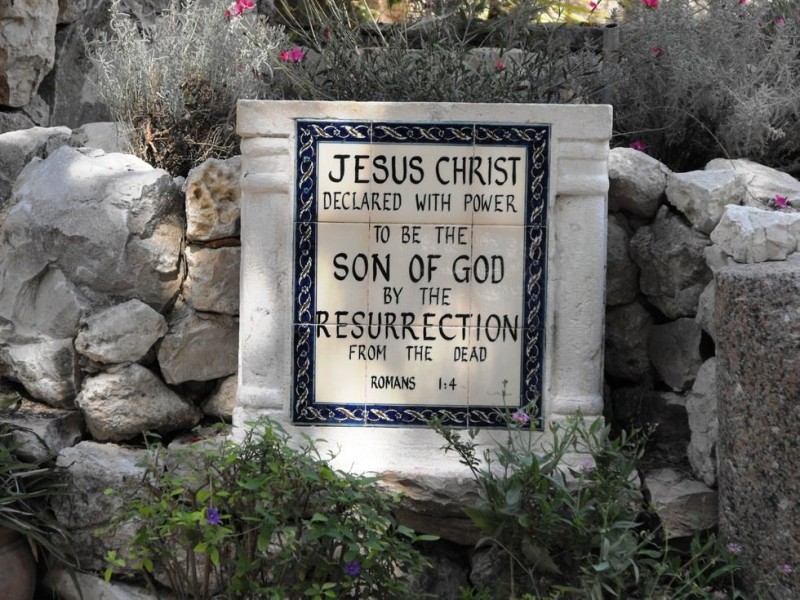 JESUS CHRIST
DECLARED WITH POWER
TO BE THE
SON OF GOD
BY THE
RESURRECTION
FROM THE DEAD
ROMANS 1:4